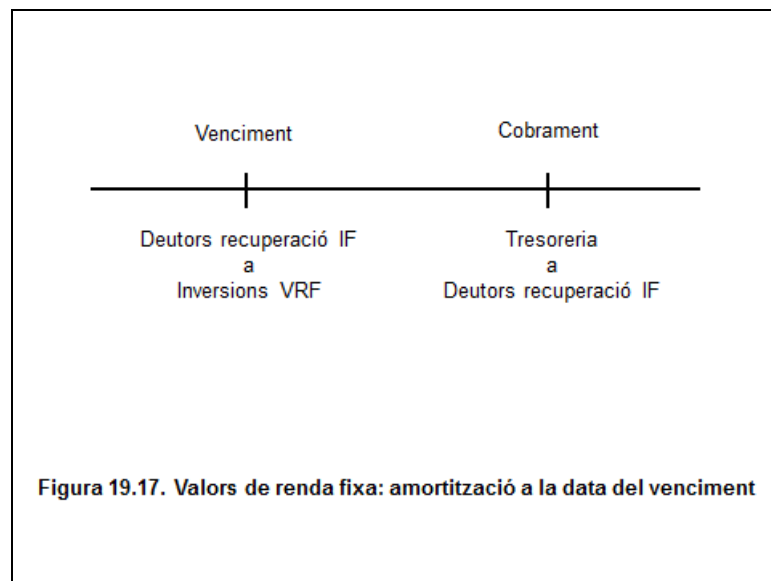 Venciment
Cobrament
Deutors recuperació IF
a
Inversions VRF
Tresoreria
a
Deutors recuperació IF
Figura 19.17. Valors de renda fixa: amortització a la data del venciment